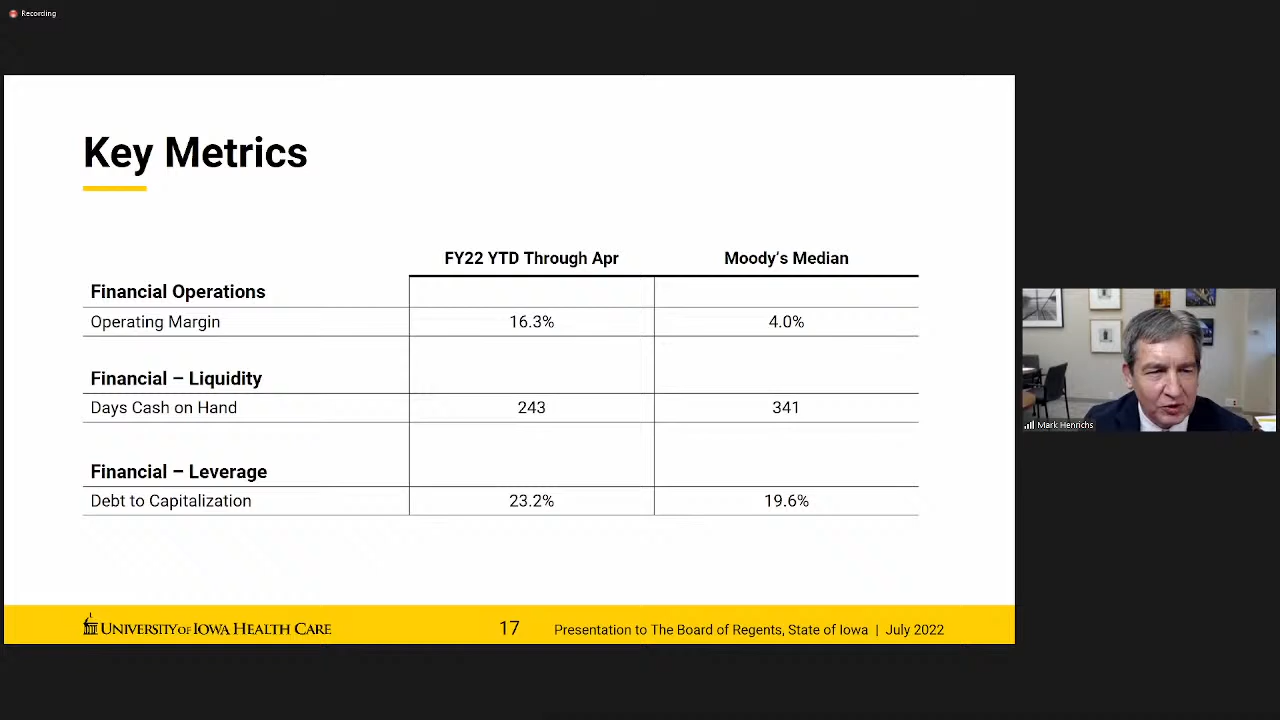 Recording
Key Metrics
FY22 YTD Through Apr Moody's Median
Financial Operations
Operating Margin 16.3% 4.0%
Financial – Liquidity
Days Cash on Hand 243 341
Financial – Leverage
Debt to Capitalization 23.2% 19.6%
Mark Henrichs
UNIVERSITY OF IOWA HEALTH CARE 17 Presentation to The Board of Regents, State of Iowa | July 2022